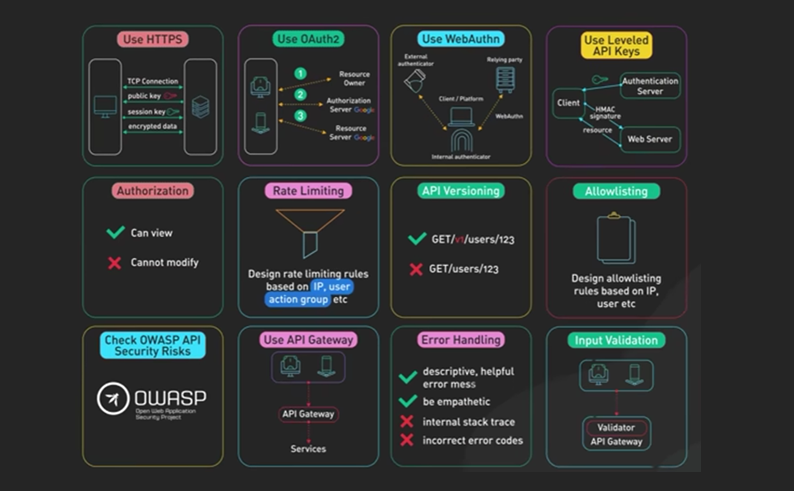 Use HTTPS
TCP Connection
public key
session key
encrypted data
Use OAuth2
1
Resource
Owner
2
Authorization
Server Google
3
Resource
Server Google
Use WebAuthn
External
authenticator
Relying party
Client / Platform
WebAuthn
Internal authenticator
Use Leveled
API Keys
Authentication
Server
Client
HMAC
signature
resource
Web Server
Authorization
Can view
Cannot modify
Rate Limiting
Design rate limiting rules
based on IP, user
action group etc
API Versioning
GET/v1/users/123
GET/users/123
Allowlisting
Design allowlisting
rules based on IP,
user etc
Check OWASP API
Security Risks
OWASP
Open Web Application
Security Project
Use API Gateway
API Gateway
Services
Error Handling
descriptive, helpful
error mess
be empathetic
internal stack trace
incorrect error codes
Input Validation
Validator
API Gateway